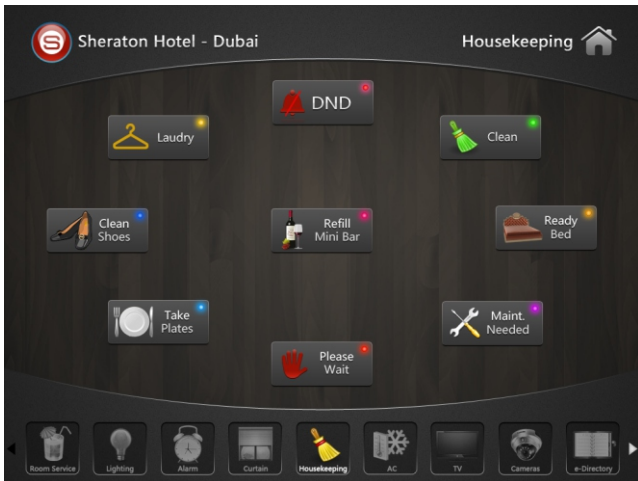 S Sheraton Hotel - Dubai
Housekeeping
DND
Laudry
Clean
Clean
Shoes
Refill
Mini Bar
Ready
Bed
Take
Plates
Maint.
Needed
Please
Wait
Room Service
Lighting
Alarm
Curtain
Housekeeping
AC
TV
Cameras
e-Directory